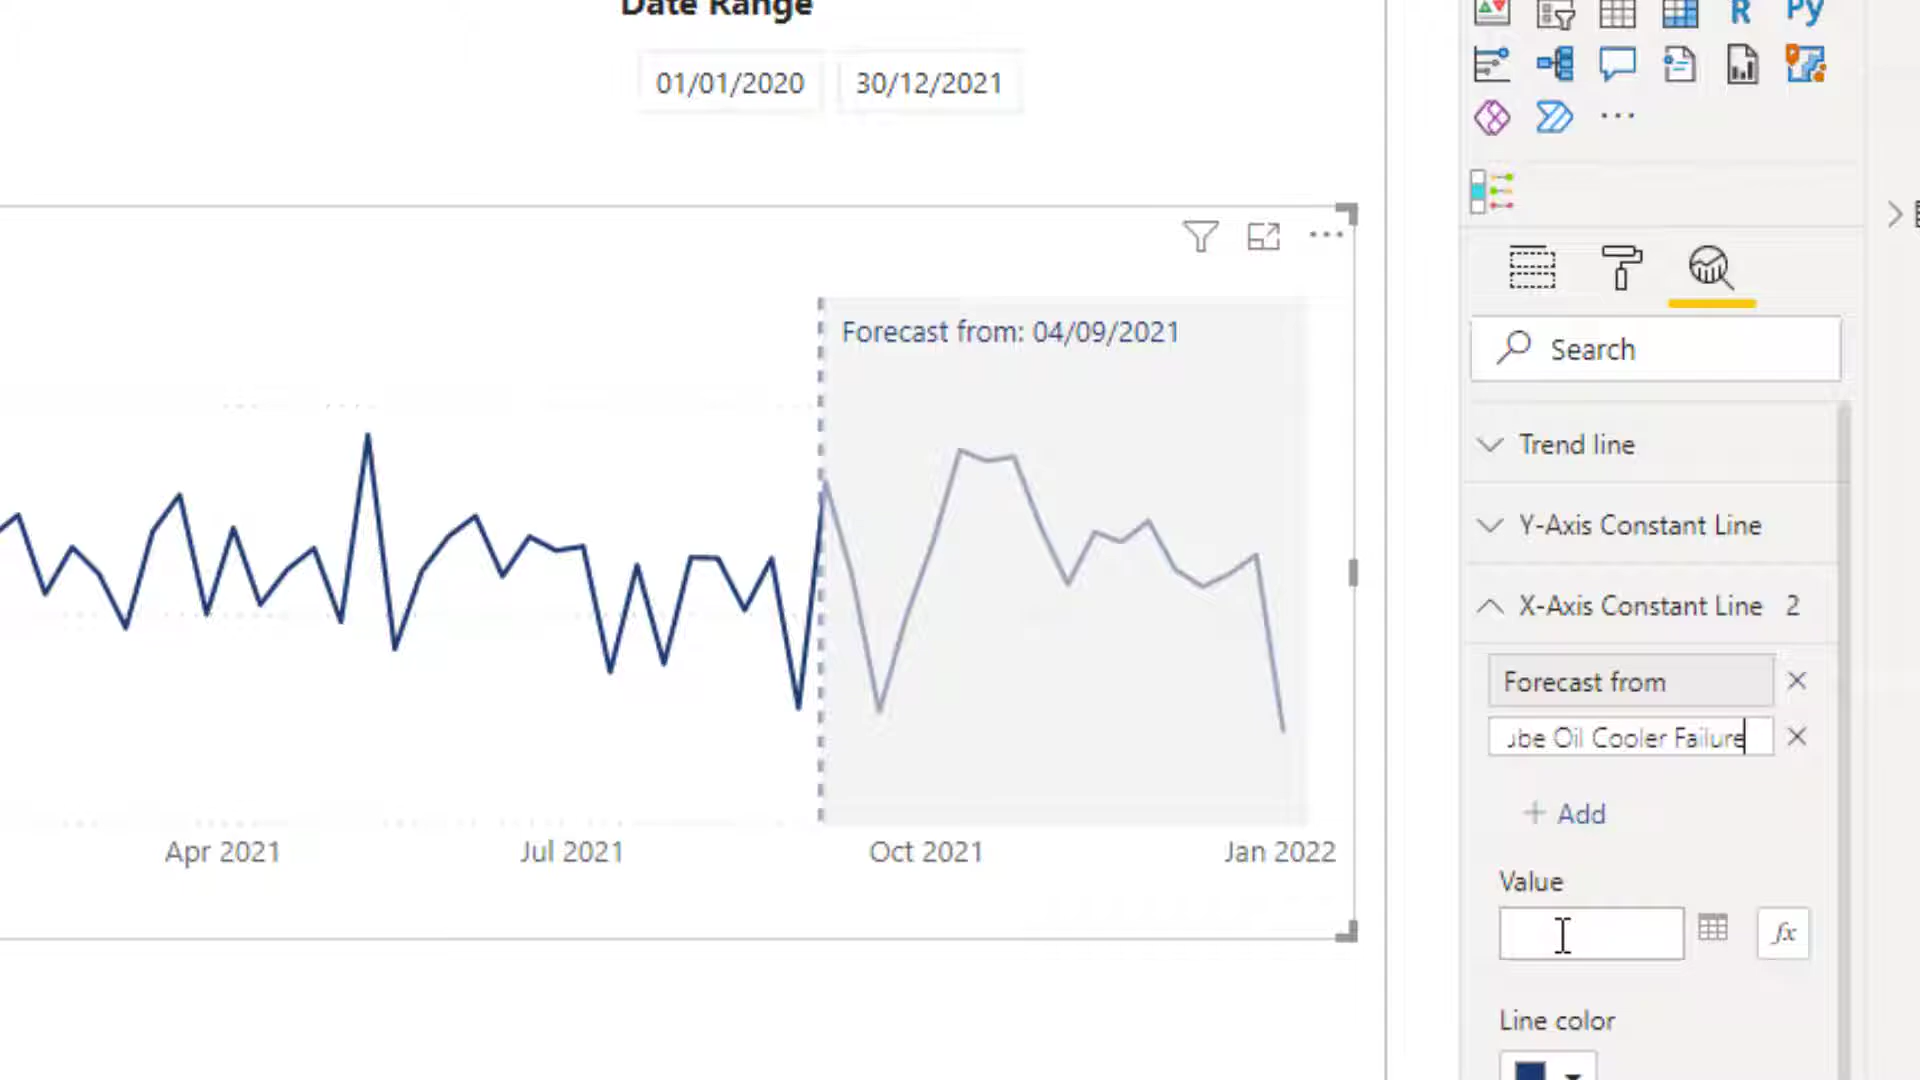 Date Range
01/01/2020
30/12/2021
R
Py
Forecast from: 04/09/2021
Search
Trend line
Y-Axis Constant Line
X-Axis Constant Line 2
Forecast from
Oil Cooler Failure
+ Add
Apr 2021
Jul 2021
Oct 2021
Jan 2022
Value
fx
Line color